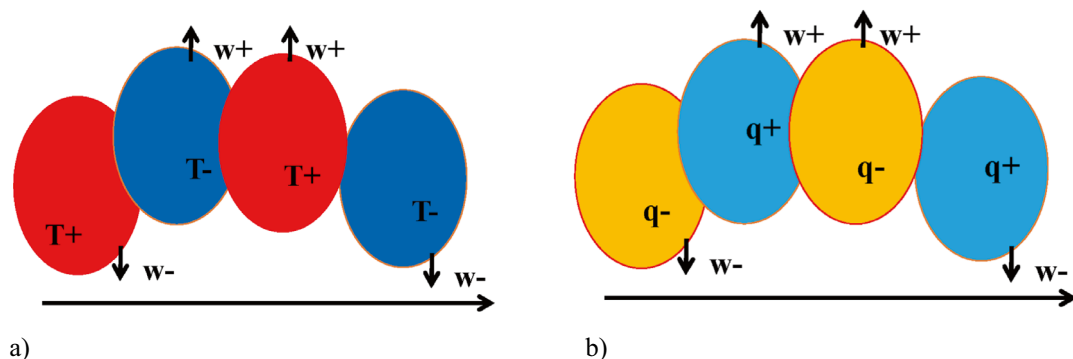 w+ w+
T- T+
T+ T-
w- w-
a)
w+ w+
q+ q-
q- q+
w- w-
b)